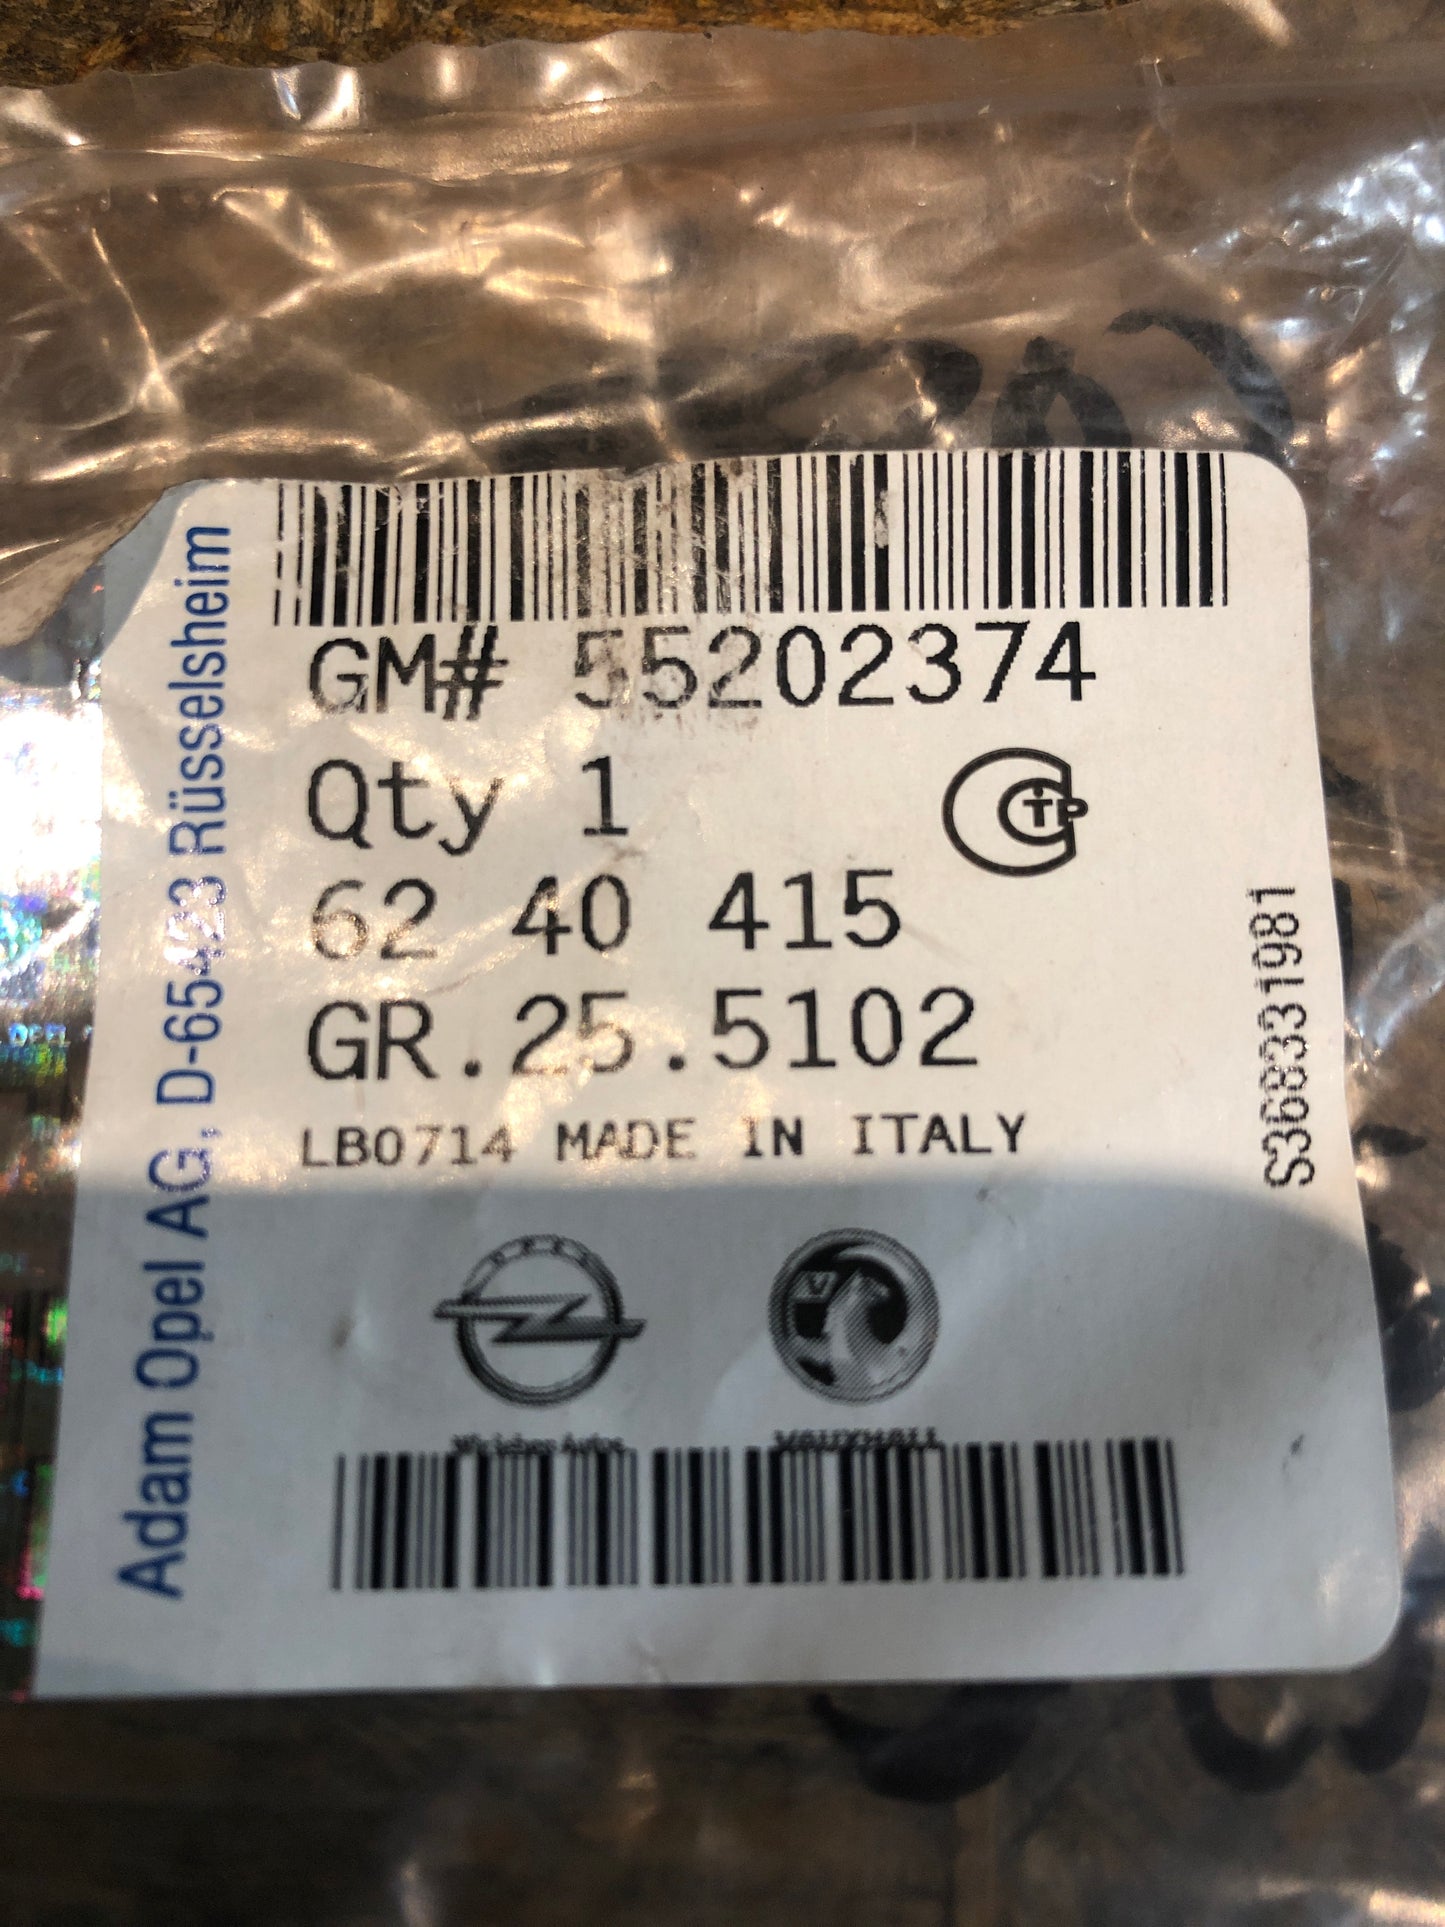 GM# 55202374
Qty 1
62 40 415
GR.25.5102
LB0714 MADE IN ITALY
VAUXHALL
Adam Opel AG, D-65423 Rüsselsheim
S368331981